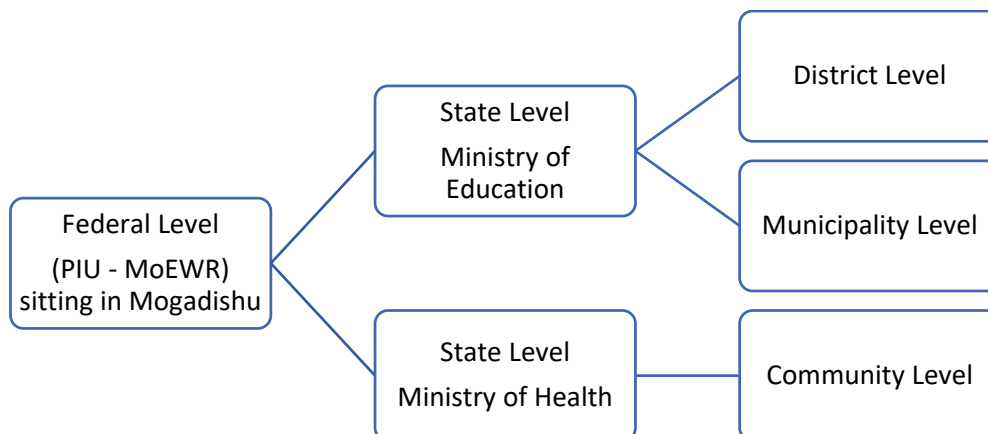 Federal Level
(PIU - MoEWR)
sitting in Mogadishu
State Level
Ministry of
Education
State Level
Ministry of Health
District Level
Municipality Level
Community Level